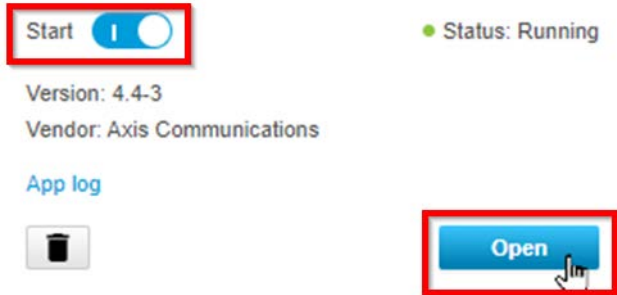 Start
Status: Running
Version: 4.4-3
Vendor: Axis Communications
App log
Open